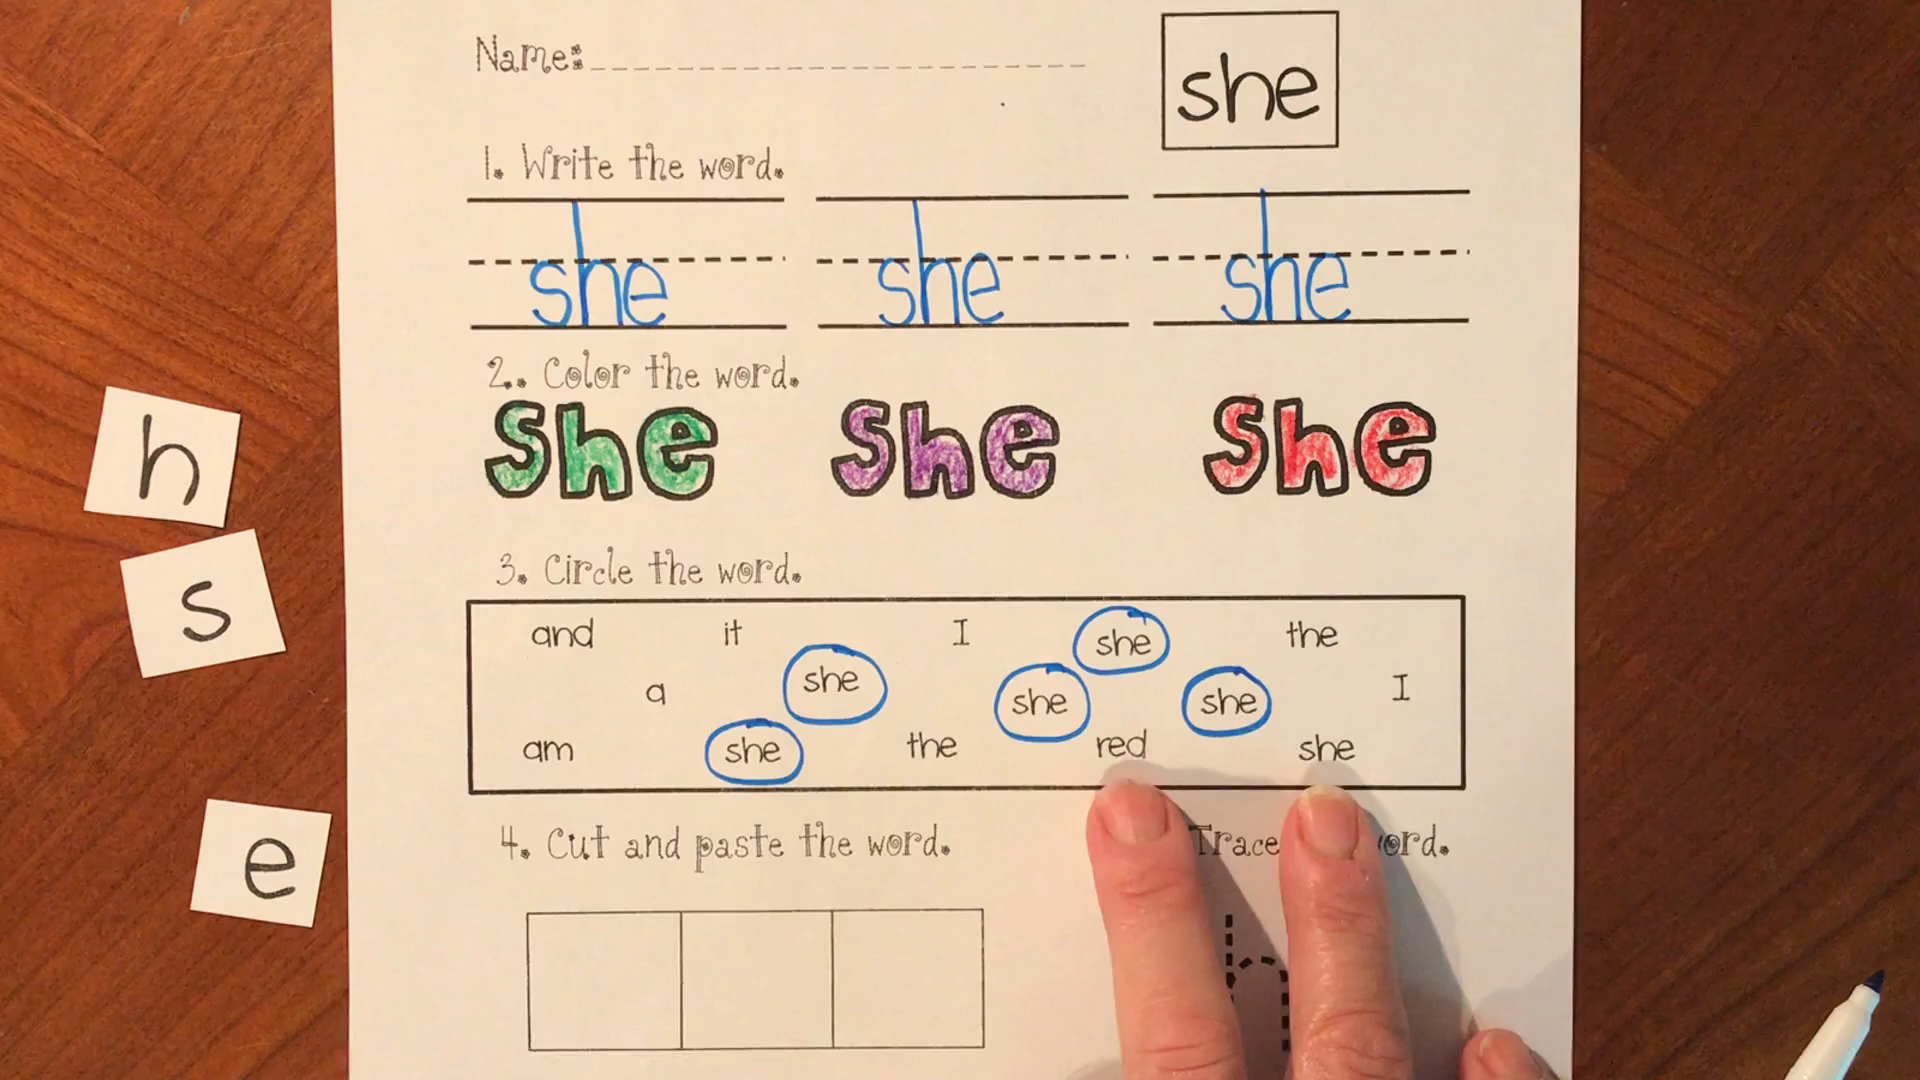 Name:
she
1. Write the word.
she she she
2. Color the word.
she she she
3. Circle the word.
and it I she the
a she she she I
am she the red she
4. Cut and paste the word. Trace
h
s
e
h